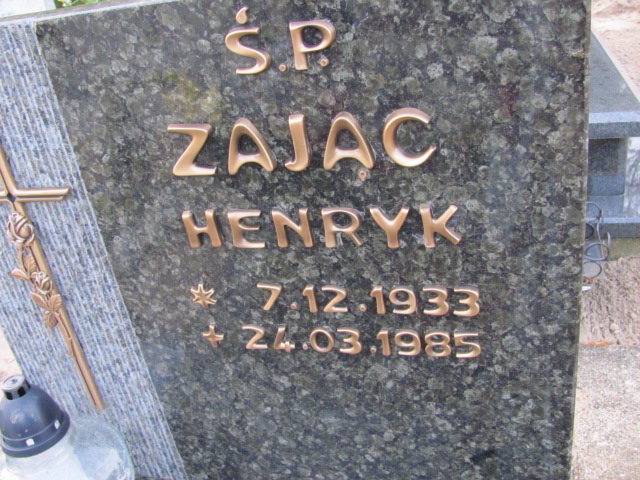 Ś.P.
ZAJĄC
HENRYK
* 7.12.1933
+ 24.03.1985